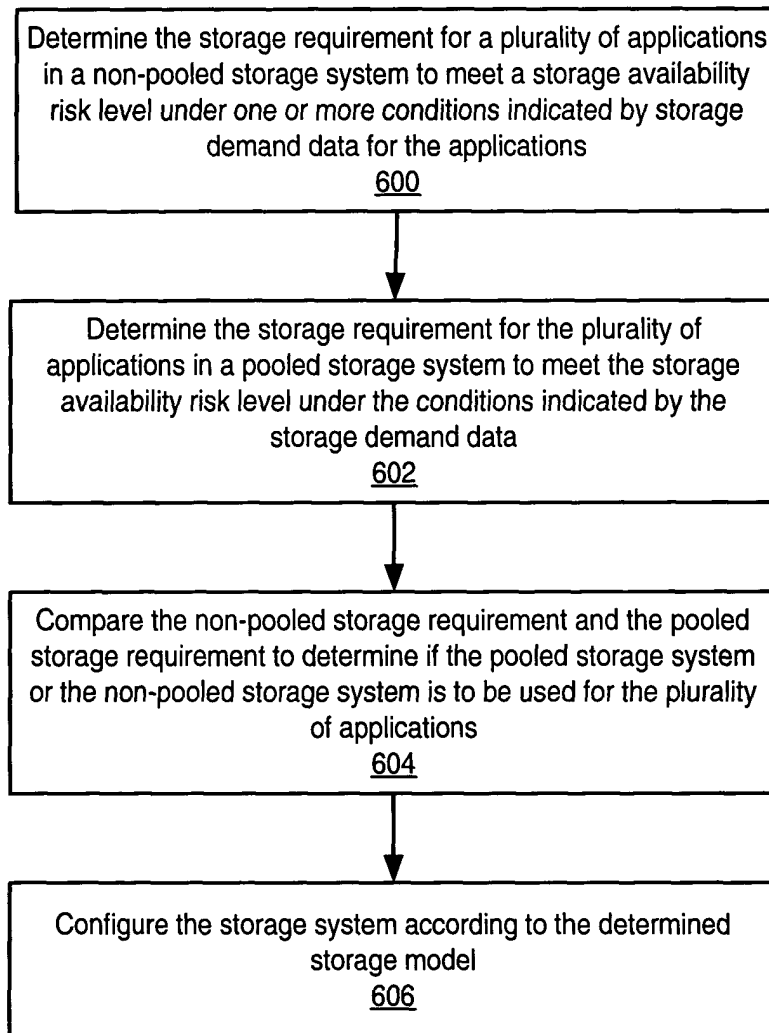 Determine the storage requirement for a plurality of applications
in a non-pooled storage system to meet a storage availability
risk level under one or more conditions indicated by storage
demand data for the applications
600
Determine the storage requirement for the plurality of
applications in a pooled storage system to meet the storage
availability risk level under the conditions indicated by the
storage demand data
602
Compare the non-pooled storage requirement and the pooled
storage requirement to determine if the pooled storage system
or the non-pooled storage system is to be used for the plurality
of applications
604
Configure the storage system according to the determined
storage model
606